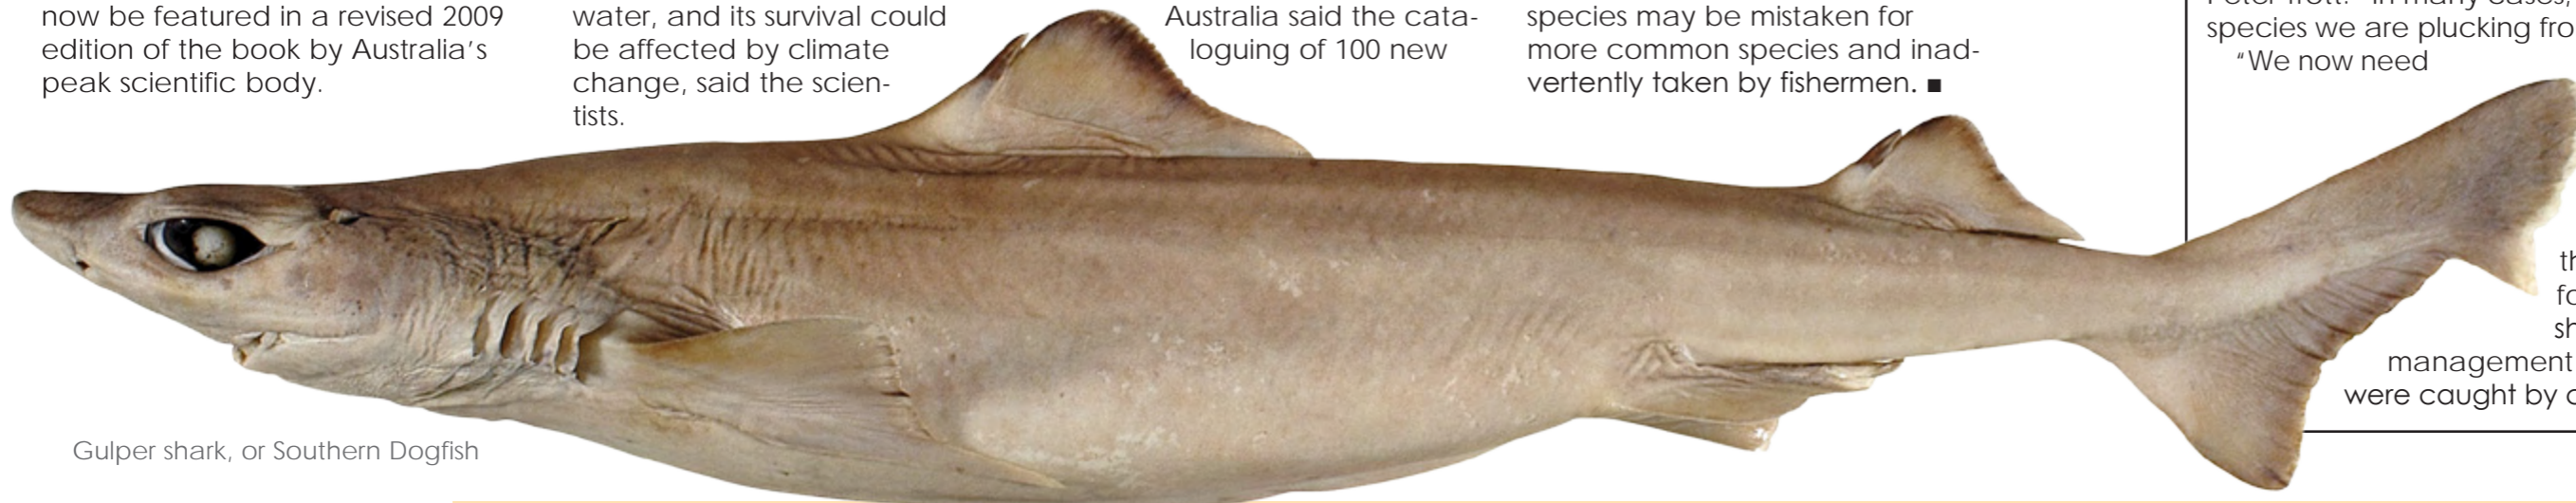 now be featured in a revised 2009
edition of the book by Australia's
peak scientific body.
water, and its survival could
be affected by climate
change, said the scien-
tists.
Australia said the cata-
loguing of 100 new
species may be mistaken for
more common species and inad-
vertently taken by fishermen. ■
species we are plucking fro
“We now need
th
fo
sh
management
were caught by
Gulper shark, or Southern Dogfish